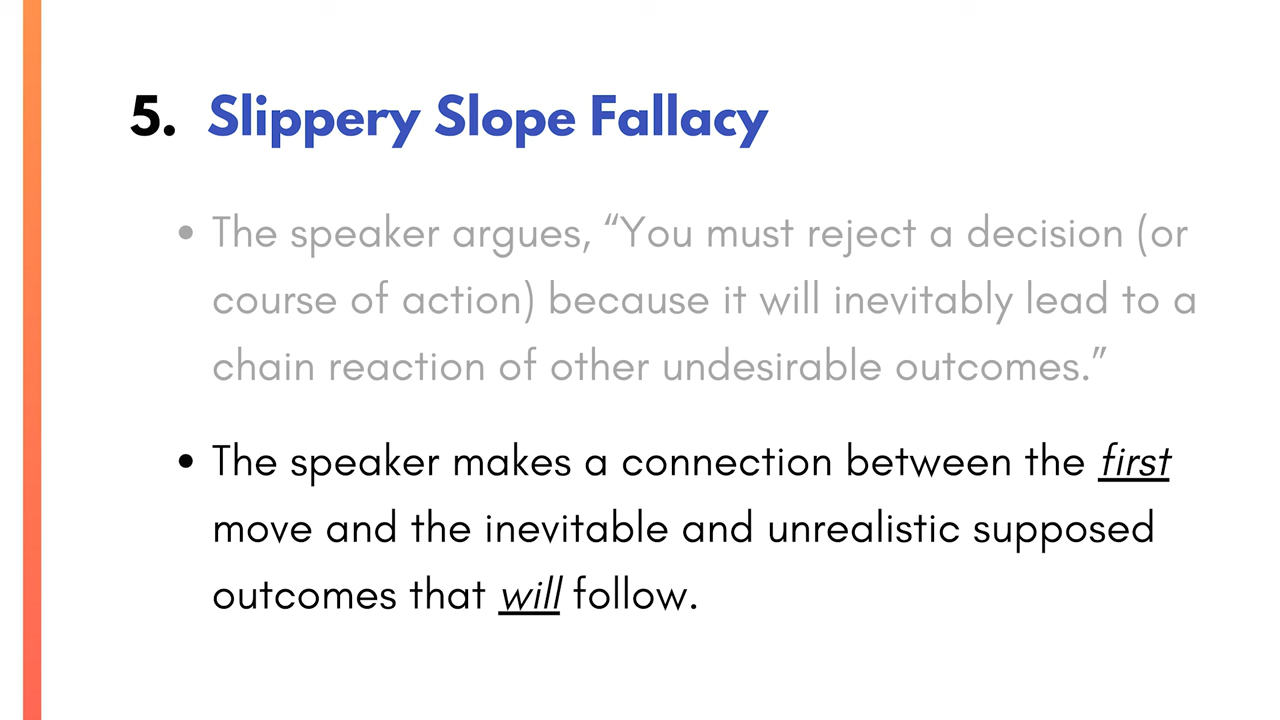 5. Slippery Slope Fallacy
• The speaker argues, “You must reject a decision (or
course of action) because it will inevitably lead to a
chain reaction of other undesirable outcomes.”
• The speaker makes a connection between the first
move and the inevitable and unrealistic supposed
outcomes that will follow.